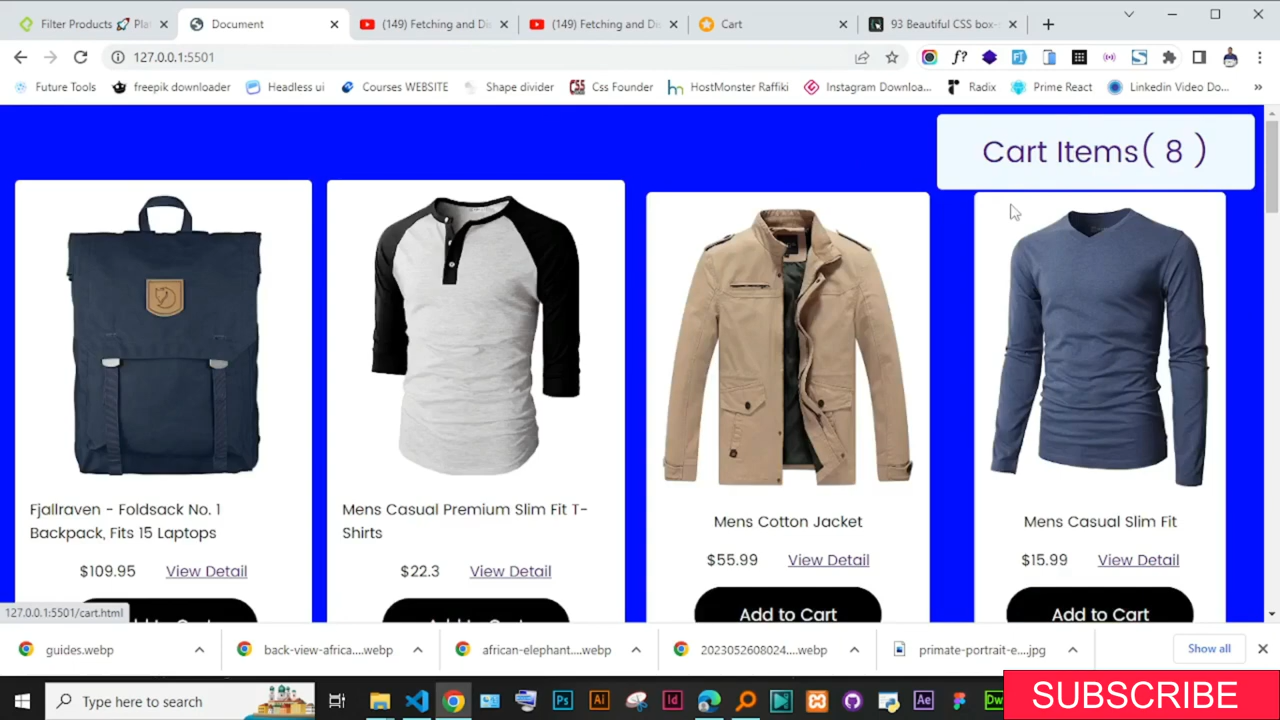 Filter Products 🚀 Pla
Document
(149) Fetching and Di
(149) Fetching and Di
Cart
93 Beautiful CSS box-
127.0.0.1:5501
Future Tools
freepik downloader
Headless ui
Courses WEBSITE
Shape divider
Css Founder
HostMonster Raffiki
Instagram Downloa...
Radix
Prime React
Linkedin Video Do...
Cart Items( 8 )
Fjallraven - Foldsack No. 1
Backpack, Fits 15 Laptops
$109.95 View Detail
Mens Casual Premium Slim Fit T-
Shirts
$22.3 View Detail
Add to Cart
Mens Cotton Jacket
$55.99 View Detail
Add to Cart
Mens Casual Slim Fit
$15.99 View Detail
Add to Cart
127.0.0.1:5501/cart.html
guides.webp
back-view-africa....webp
african-elephant....webp
2023052608024....webp
primate-portrait-e....jpg
Show all
Type here to search
SUBSCRIBE